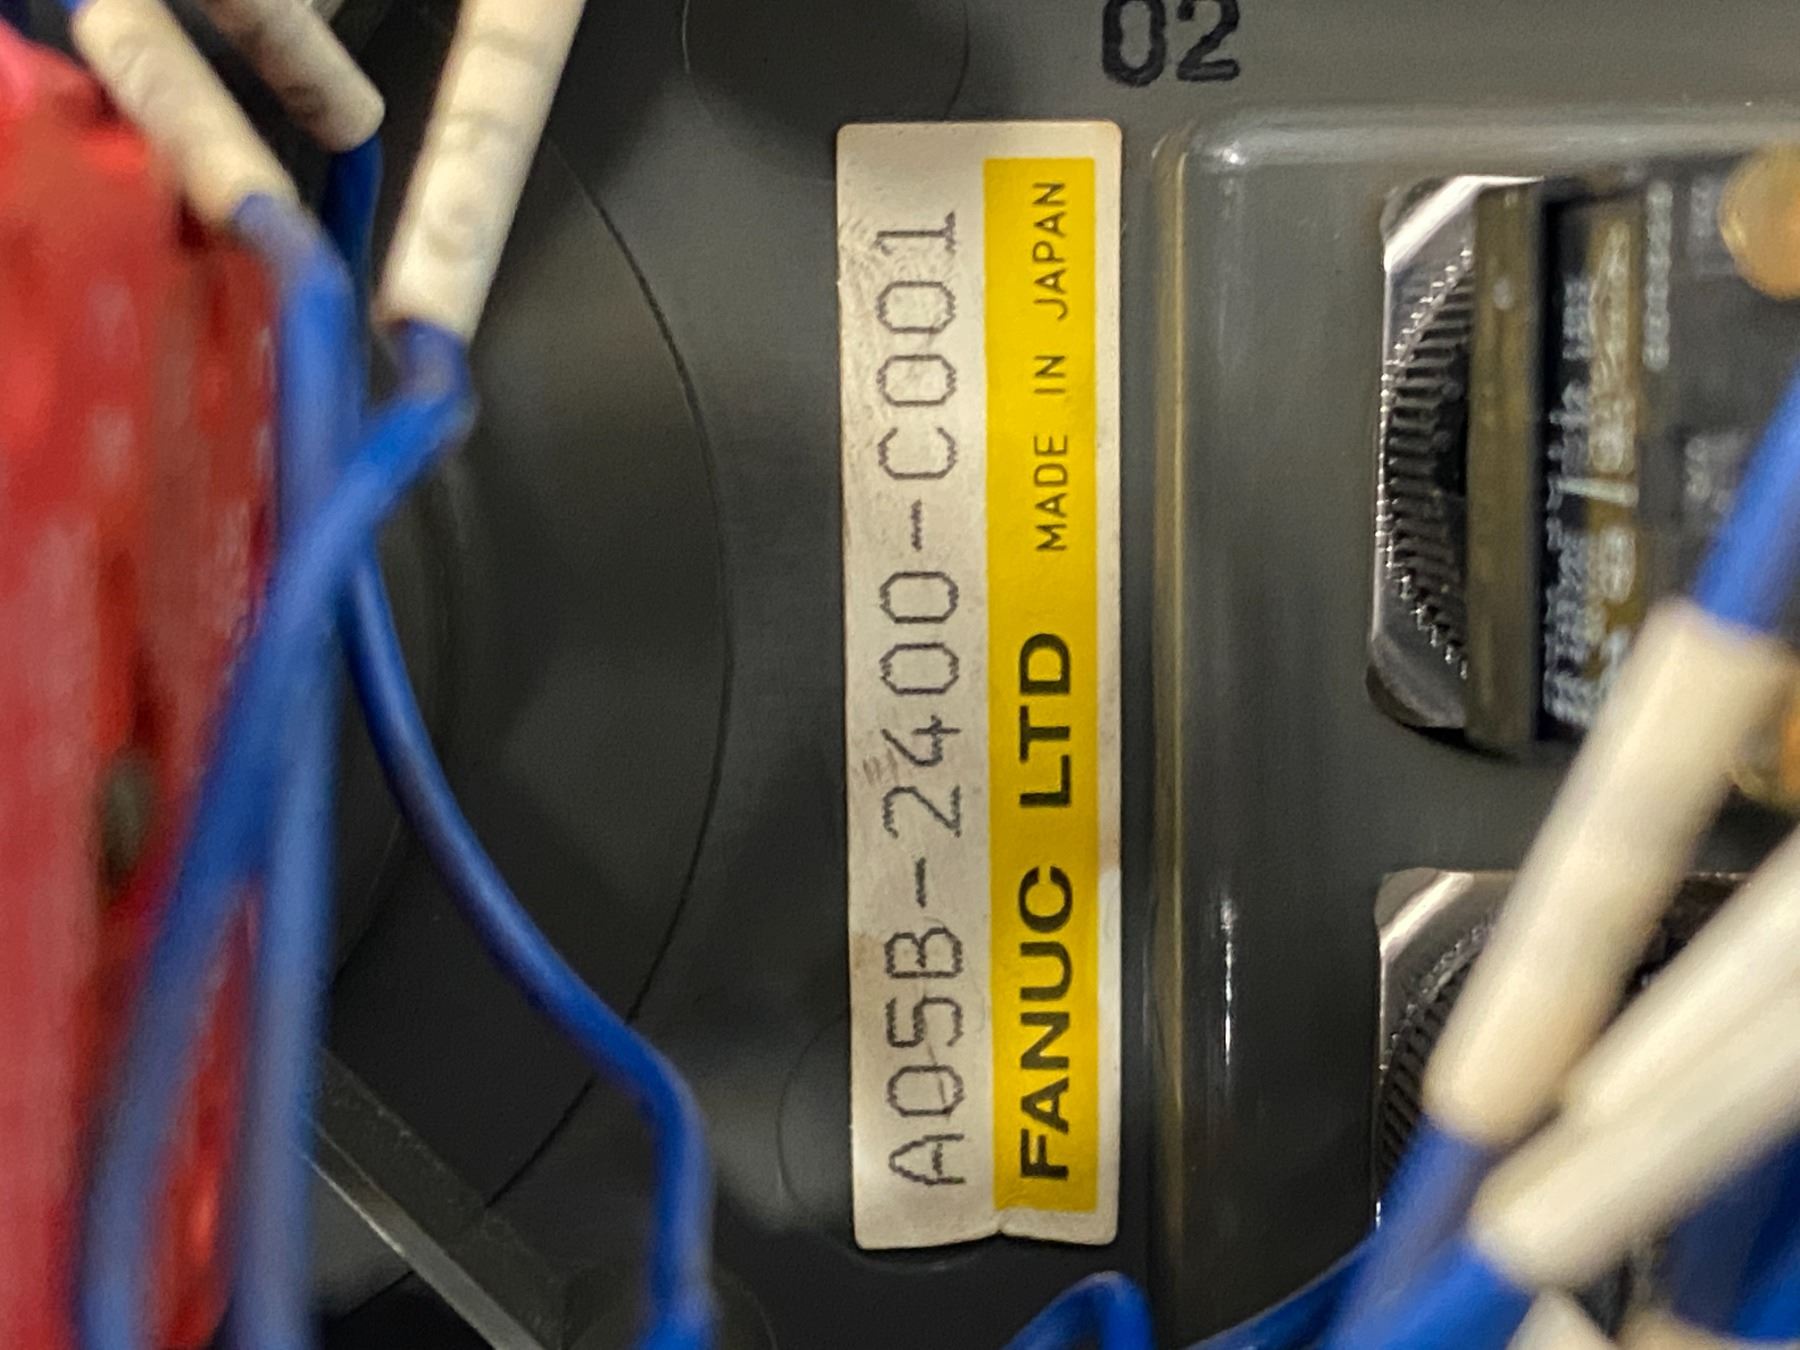 02
A05B-2400-C001
FANUC LTD MADE IN JAPAN